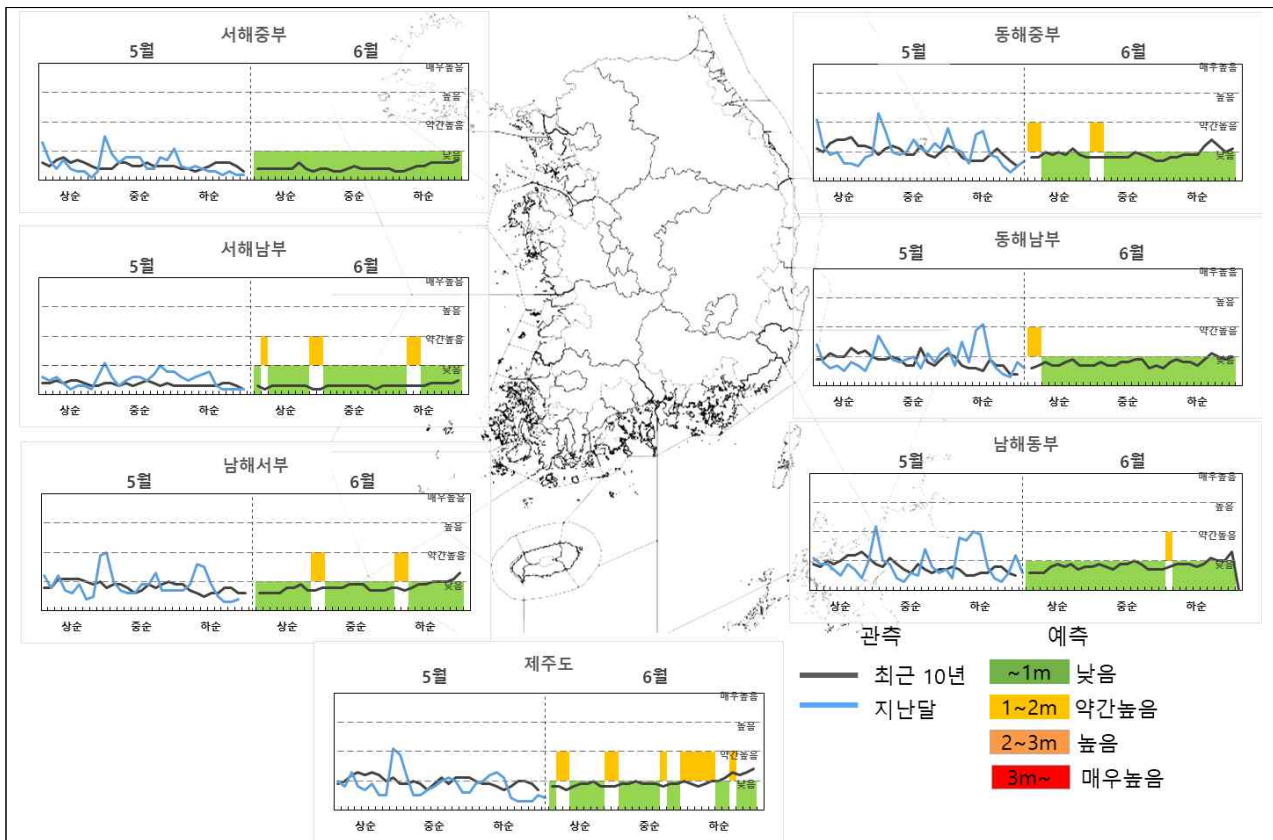 서해중부
5월 6월
매우높음
높음
약간높음
낮음
상순 중순 하순 상순 중순 하순
동해중부
5월 6월
매우높음
높음
약간높음
낮음
상순 중순 하순 상순 중순 하순
서해남부
5월 6월
매우높음
높음
약간높음
낮음
상순 중순 하순 상순 중순 하순
동해남부
5월 6월
매우높음
높음
약간높음
낮음
상순 중순 하순 상순 중순 하순
남해서부
5월 6월
매우높음
높음
약간높음
낮음
상순 중순 하순 상순 중순 하순
남해동부
5월 6월
매우높음
높음
약간높음
낮음
상순 중순 하순 상순 중순 하순
제주도
5월 6월
매우높음
높음
약간높음
낮음
상순 중순 하순 상순 중순 하순
관측 예측
최근 10년 ~1m 낮음
지난달 1~2m 약간높음
2~3m 높음
3m~ 매우높음